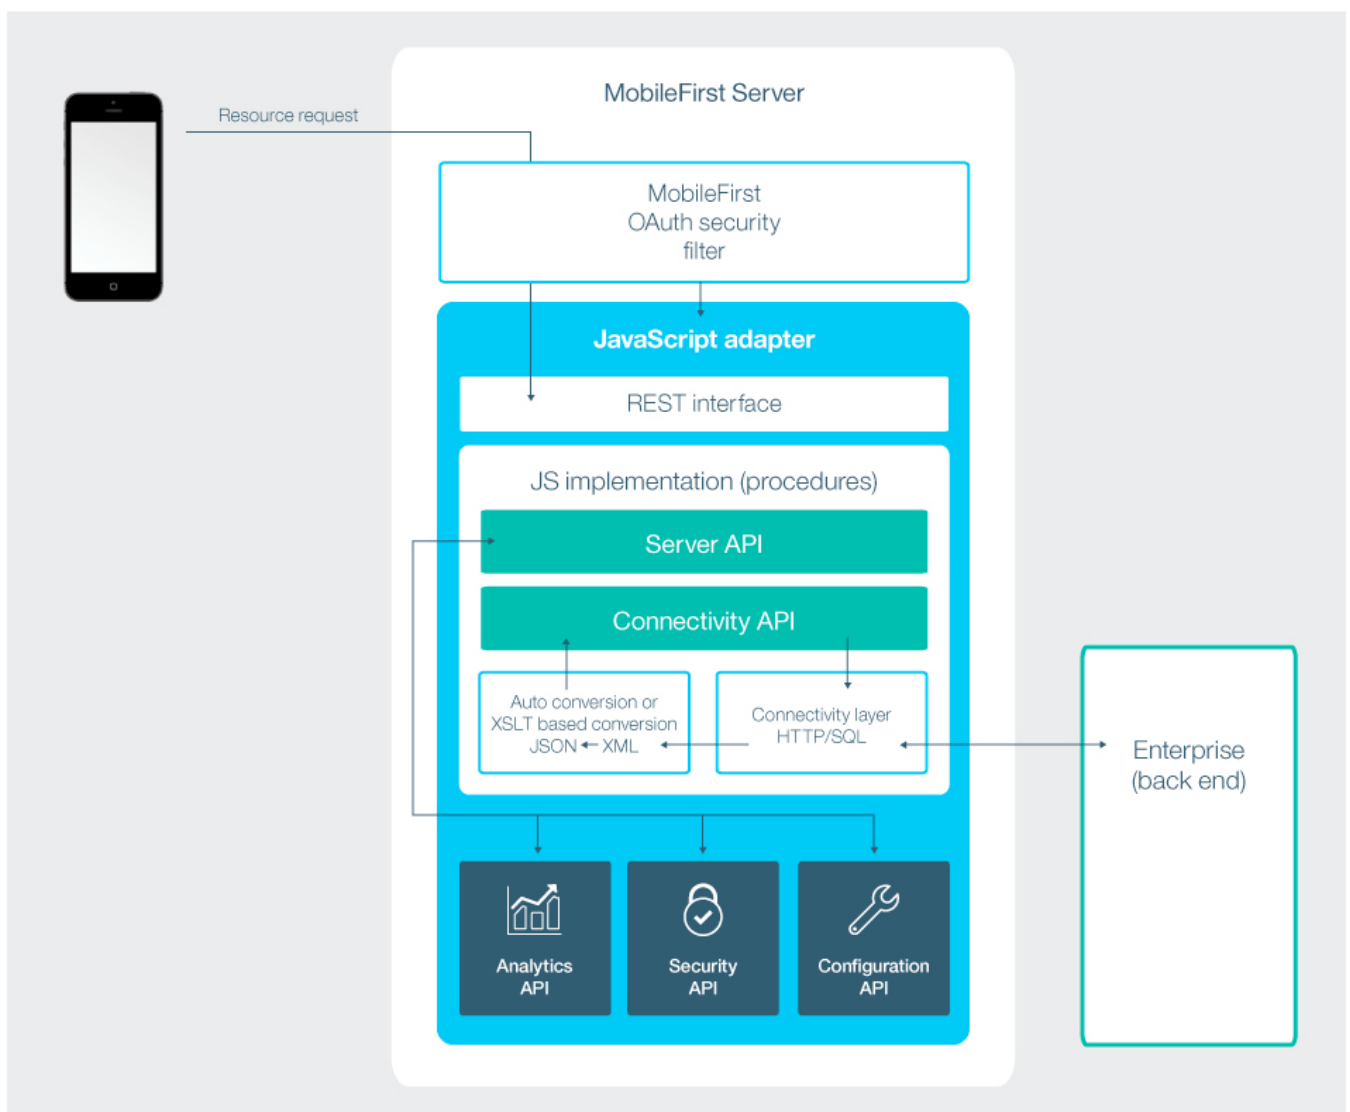 MobileFirst Server
Resource request
MobileFirst
OAuth security
filter
JavaScript adapter
REST interface
JS implementation (procedures)
Server API
Connectivity API
Auto conversion or
XSLT based conversion
JSON ← XML
Connectivity layer
HTTP/SQL
Enterprise
(back end)
Analytics
API
Security
API
Configuration
API